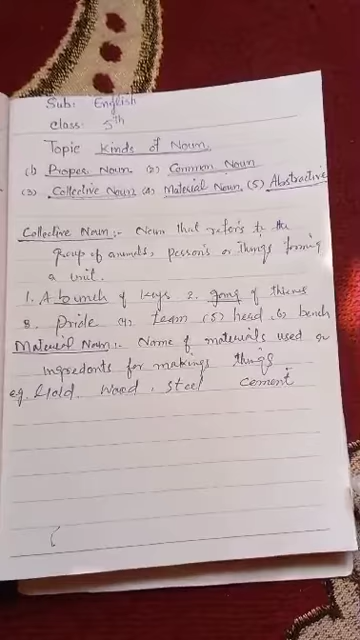 Sub: English
Class: 5th
Topic Kinds of Noun
(1) Proper Noun (2) Common Noun
(3) Collective Noun (4) Material Noun (5) Abstractive
Collective Noun :- Noun that refers to the
group of animals, person's or things forming
a unit.
1. A bunch of keys 2. gang of thieves
3. Pride (4) team (5) head (6) bench
Material Noun :- Name of materials used or
ingredents for makings things
eg. Gold, Wood, Steel cement